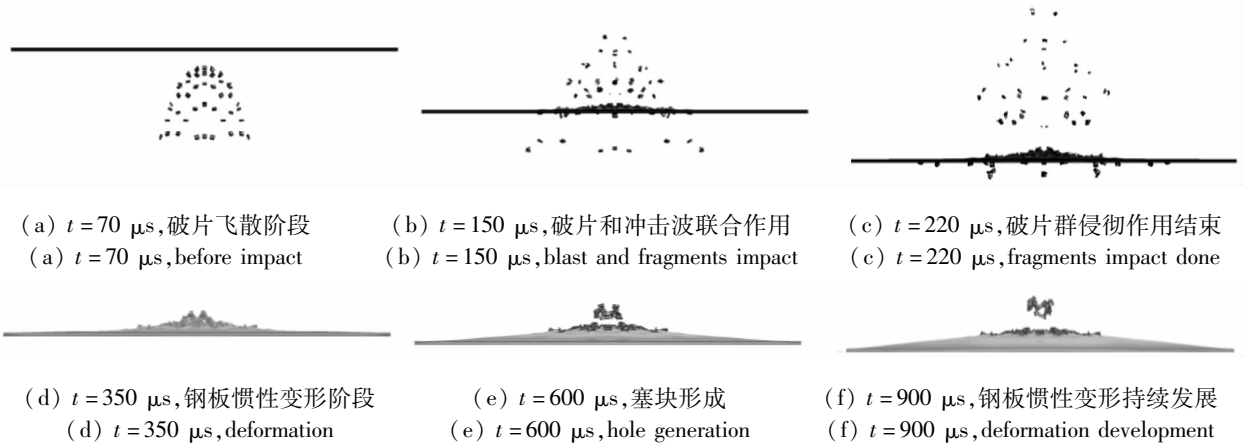 (a) t=70 μs,破片飞散阶段
(a) t=70 μs,before impact
(b) t=150 μs,破片和冲击波联合作用
(b) t=150 μs,blast and fragments impact
(c) t=220 μs,破片群侵彻作用结束
(c) t=220 μs,fragments impact done
(d) t=350 μs,钢板惯性变形阶段
(d) t=350 μs,deformation
(e) t=600 μs,塞块形成
(e) t=600 μs,hole generation
(f) t=900 μs,钢板惯性变形持续发展
(f) t=900 μs,deformation development